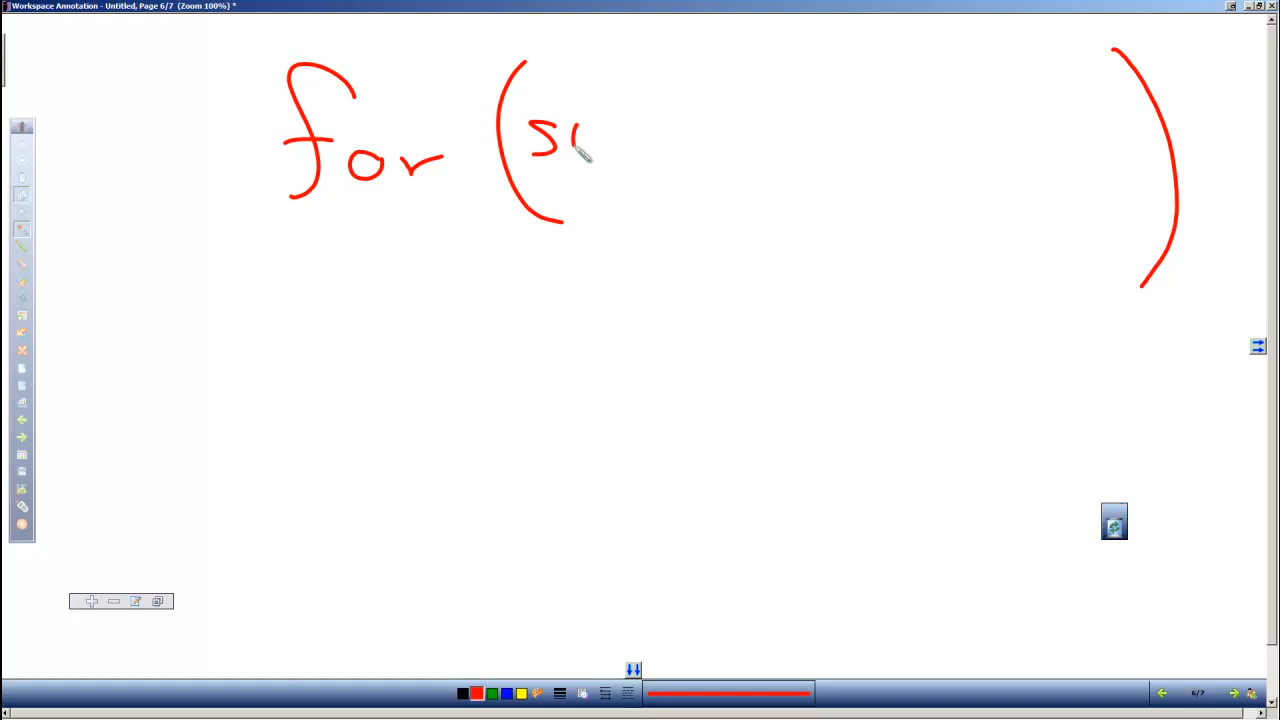 Workspace Annotation - Untitled, Page 6/7 (Zoom 100%) *
for (s )
6/7